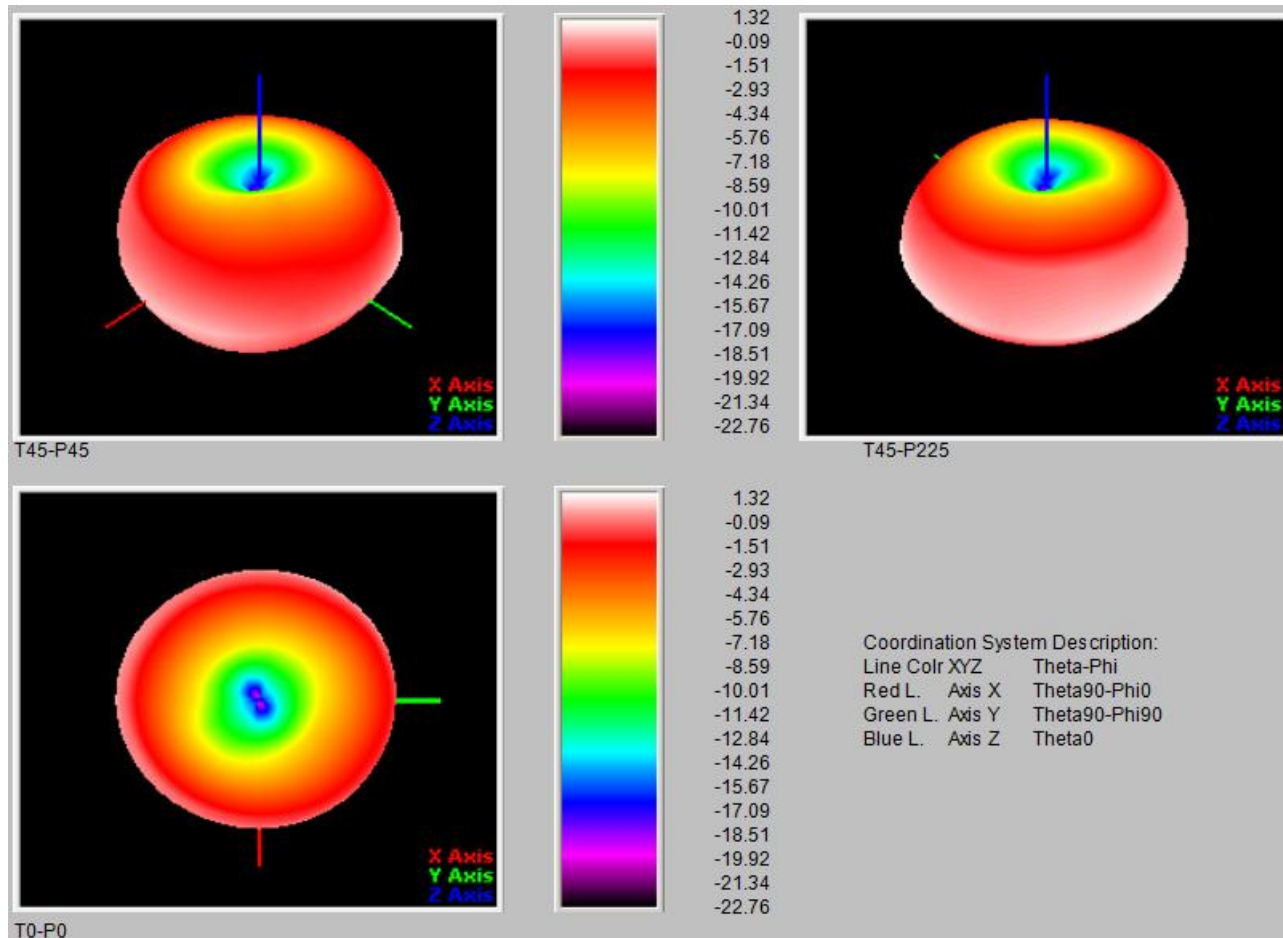 1.32
-0.09
-1.51
-2.93
-4.34
-5.76
-7.18
-8.59
-10.01
-11.42
-12.84
-14.26
-15.67
-17.09
-18.51
-19.92
-21.34
-22.76
X Axis
Y Axis
Z Axis
T45-P45
X Axis
Y Axis
Z Axis
T45-P225
1.32
-0.09
-1.51
-2.93
-4.34
-5.76
-7.18
-8.59
-10.01
-11.42
-12.84
-14.26
-15.67
-17.09
-18.51
-19.92
-21.34
-22.76
X Axis
Y Axis
Z Axis
T0-P0
Coordination System Description:
Line Colr XYZ Theta-Phi
Red L. Axis X Theta90-Phi0
Green L. Axis Y Theta90-Phi90
Blue L. Axis Z Theta0